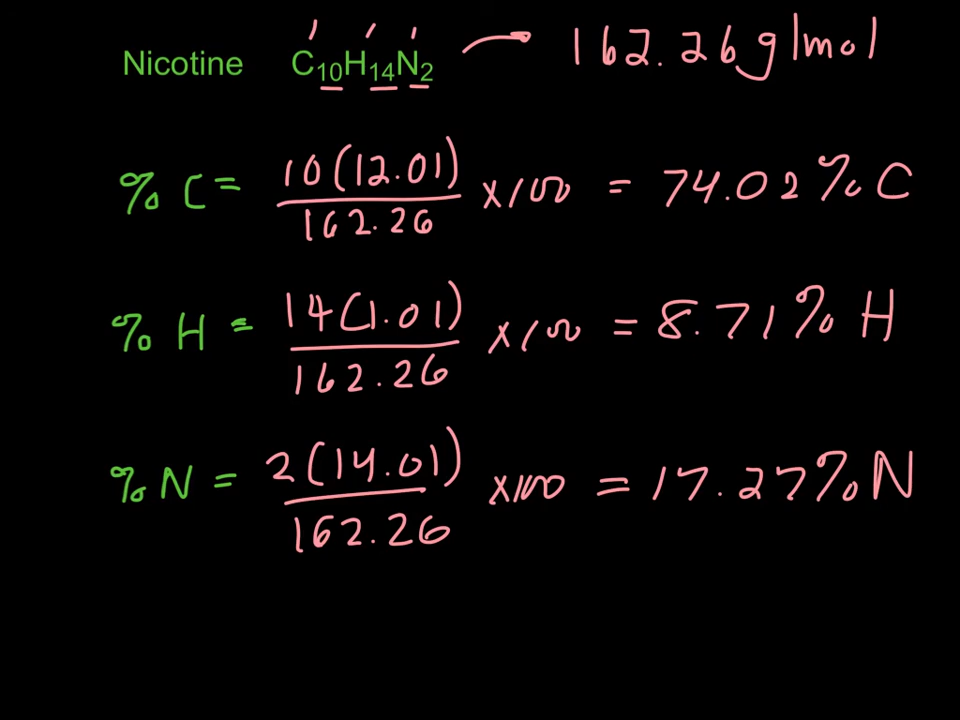 Nicotine C₁₀H₁₄N₂ → 162.26 g/mol
% C = 10(12.01) / 162.26 x100 = 74.02% C
% H = 14(1.01) / 162.26 x100 = 8.71% H
% N = 2(14.01) / 162.26 x100 = 17.27% N